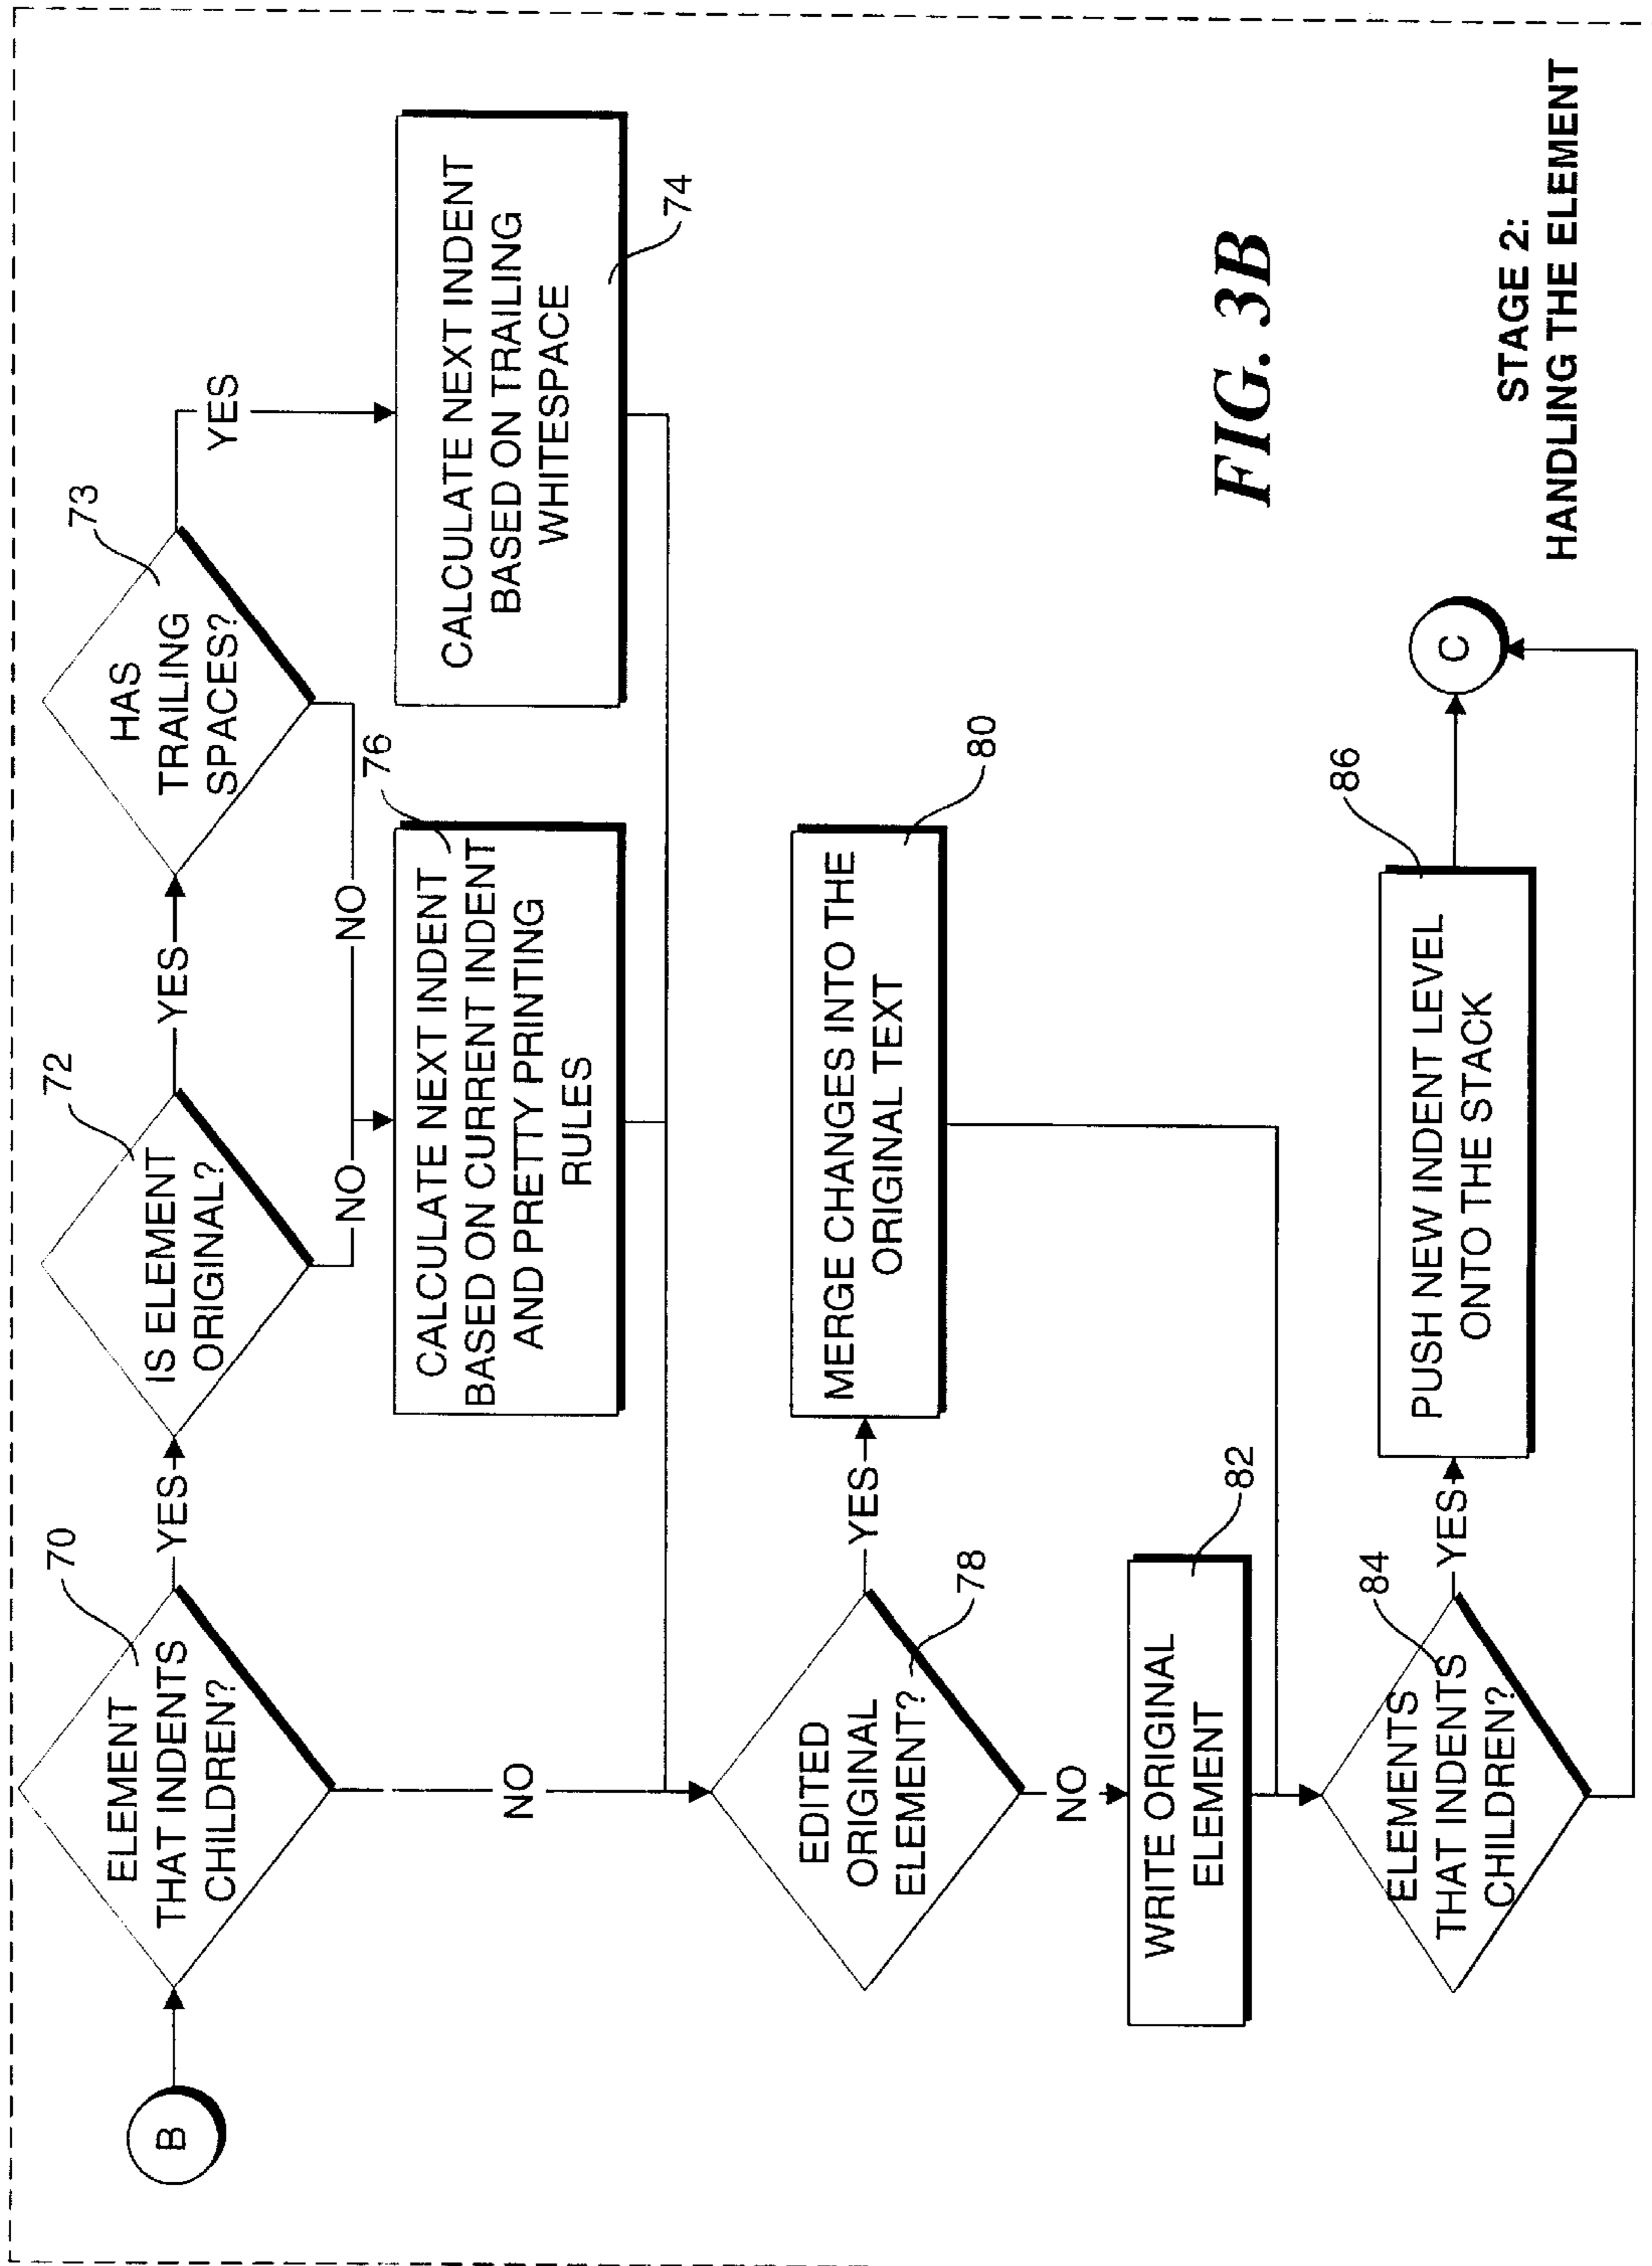 B
70
ELEMENT
THAT INDENTS
CHILDREN?
YES
NO
72
IS ELEMENT
ORIGINAL?
YES
NO
73
HAS
TRAILING
SPACES?
YES
NO
76
CALCULATE NEXT INDENT
BASED ON CURRENT INDENT
AND PRETTY PRINTING
RULES
74
CALCULATE NEXT INDENT
BASED ON TRAILING
WHITESPACE
78
EDITED
ORIGINAL
ELEMENT?
YES
NO
80
MERGE CHANGES INTO THE
ORIGINAL TEXT
82
WRITE ORIGINAL
ELEMENT
84
ELEMENTS
THAT INDENTS
CHILDREN?
YES
86
PUSH NEW INDENT LEVEL
ONTO THE STACK
C
FIG. 3B
STAGE 2:
HANDLING THE ELEMENT